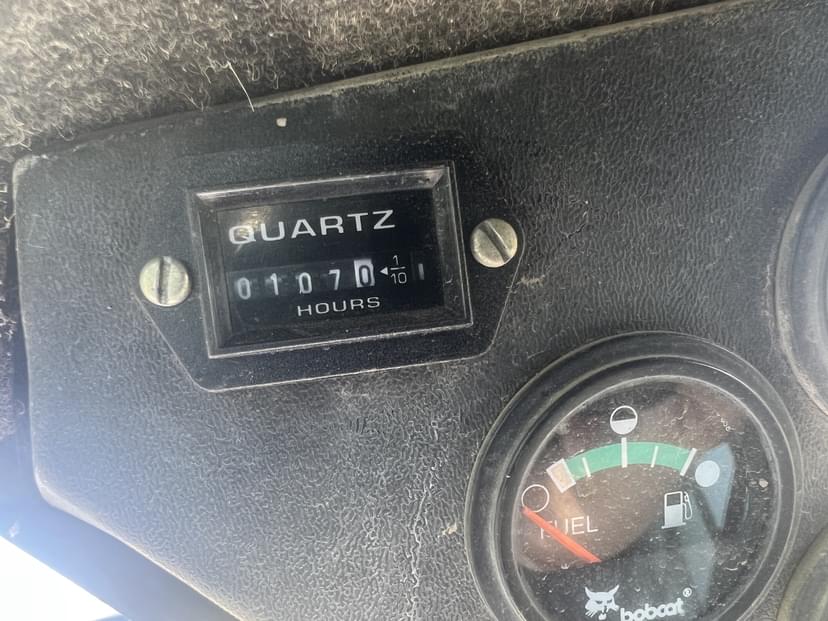 QUARTZ
01070 1/10
HOURS
FUEL
bobcat®